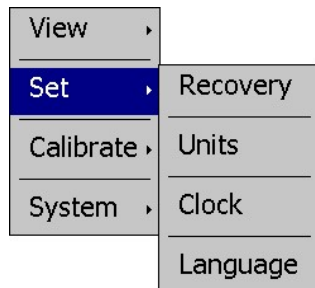 View
Set
Calibrate
System
Recovery
Units
Clock
Language